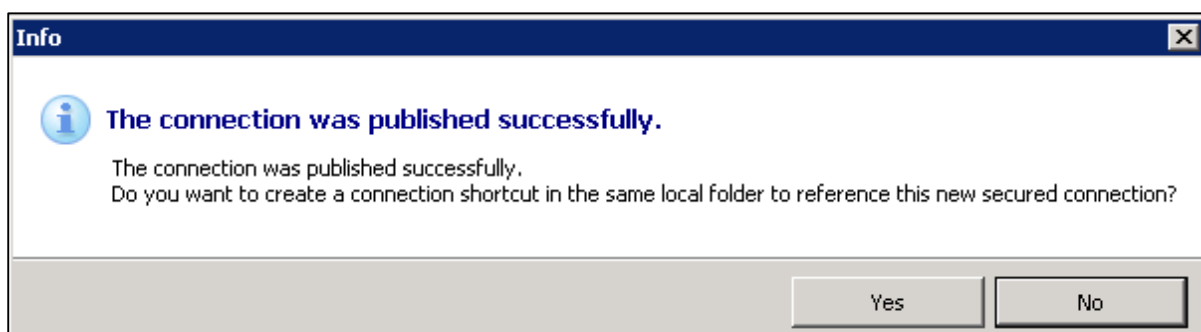 Info
The connection was published successfully.
The connection was published successfully.
Do you want to create a connection shortcut in the same local folder to reference this new secured connection?
Yes
No